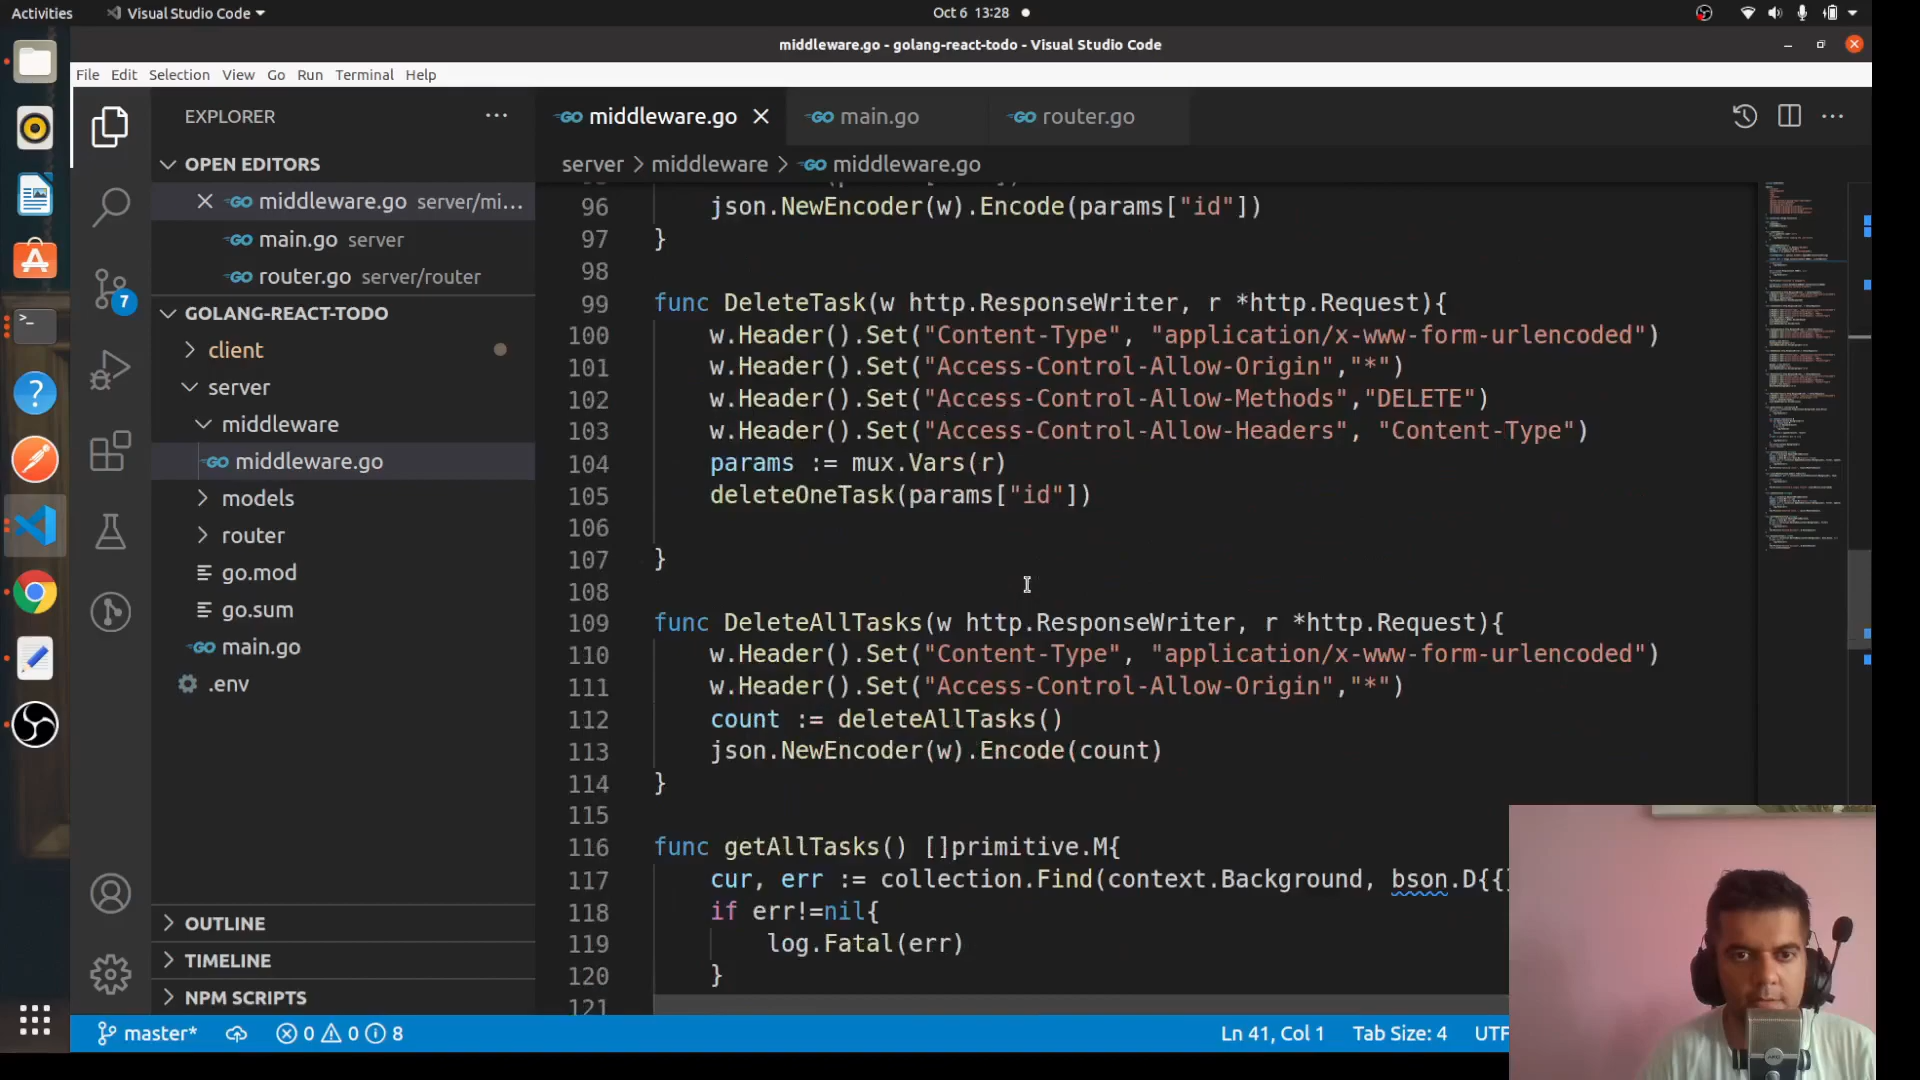 Activities
Visual Studio Code
Oct 6 13:28
middleware.go - golang-react-todo - Visual Studio Code
File Edit Selection View Go Run Terminal Help
EXPLORER
OPEN EDITORS
middleware.go server/mi...
main.go server
router.go server/router
GOLANG-REACT-TODO
client
server
middleware
middleware.go
models
router
go.mod
go.sum
main.go
.env
OUTLINE
TIMELINE
NPM SCRIPTS
7
middleware.go
main.go
router.go
server > middleware > middleware.go
96 json.NewEncoder(w).Encode(params["id"])
97 }
98
99 func DeleteTask(w http.ResponseWriter, r *http.Request){
100 w.Header().Set("Content-Type", "application/x-www-form-urlencoded")
101 w.Header().Set("Access-Control-Allow-Origin","*")
102 w.Header().Set("Access-Control-Allow-Methods","DELETE")
103 w.Header().Set("Access-Control-Allow-Headers", "Content-Type")
104 params := mux.Vars(r)
105 deleteOneTask(params["id"])
106
107 }
108
109 func DeleteAllTasks(w http.ResponseWriter, r *http.Request){
110 w.Header().Set("Content-Type", "application/x-www-form-urlencoded")
111 w.Header().Set("Access-Control-Allow-Origin","*")
112 count := deleteAllTasks()
113 json.NewEncoder(w).Encode(count)
114 }
115
116 func getAllTasks() []primitive.M{
117 cur, err := collection.Find(context.Background, bson.D{{
118 if err!=nil{
119 log.Fatal(err)
120 }
121
master* 0 0 8
Ln 41, Col 1 Tab Size: 4 UTF